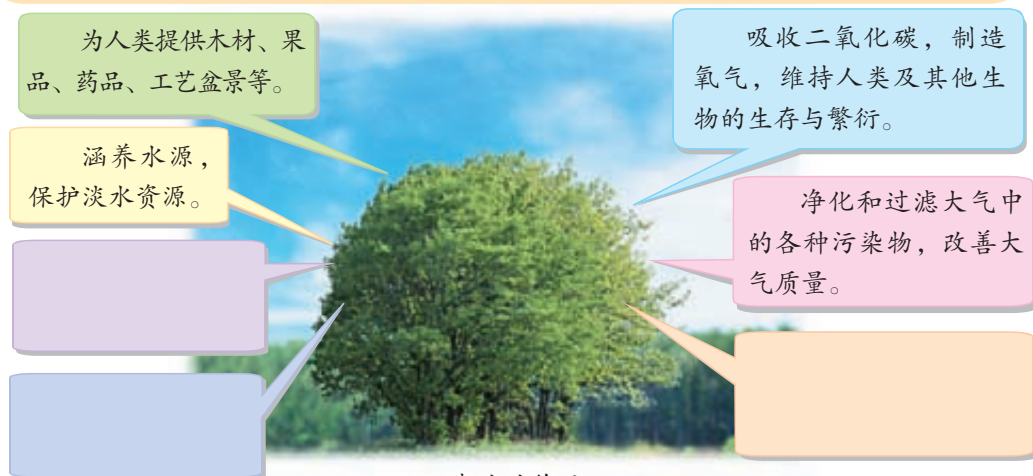 为人类提供木材、果
品、药品、工艺盆景等。
吸收二氧化碳，制造
氧气，维持人类及其他生
物的生存与繁衍。
涵养水源，
保护淡水资源。
净化和过滤大气中
的各种污染物，改善大
气质量。